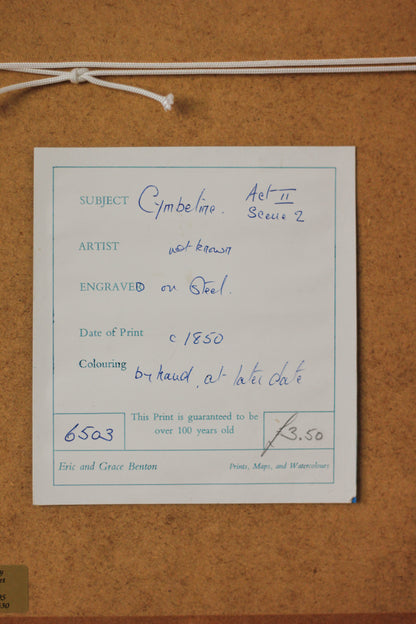 SUBJECT Cymbeline. Act II
Scene 2
ARTIST not known
ENGRAVED on Steel.
Date of Print c 1850
Colouring by hand, at later date
This Print is guaranteed to be
over 100 years old
6503
£3.50
Eric and Grace Benton Prints, Maps, and Watercolours